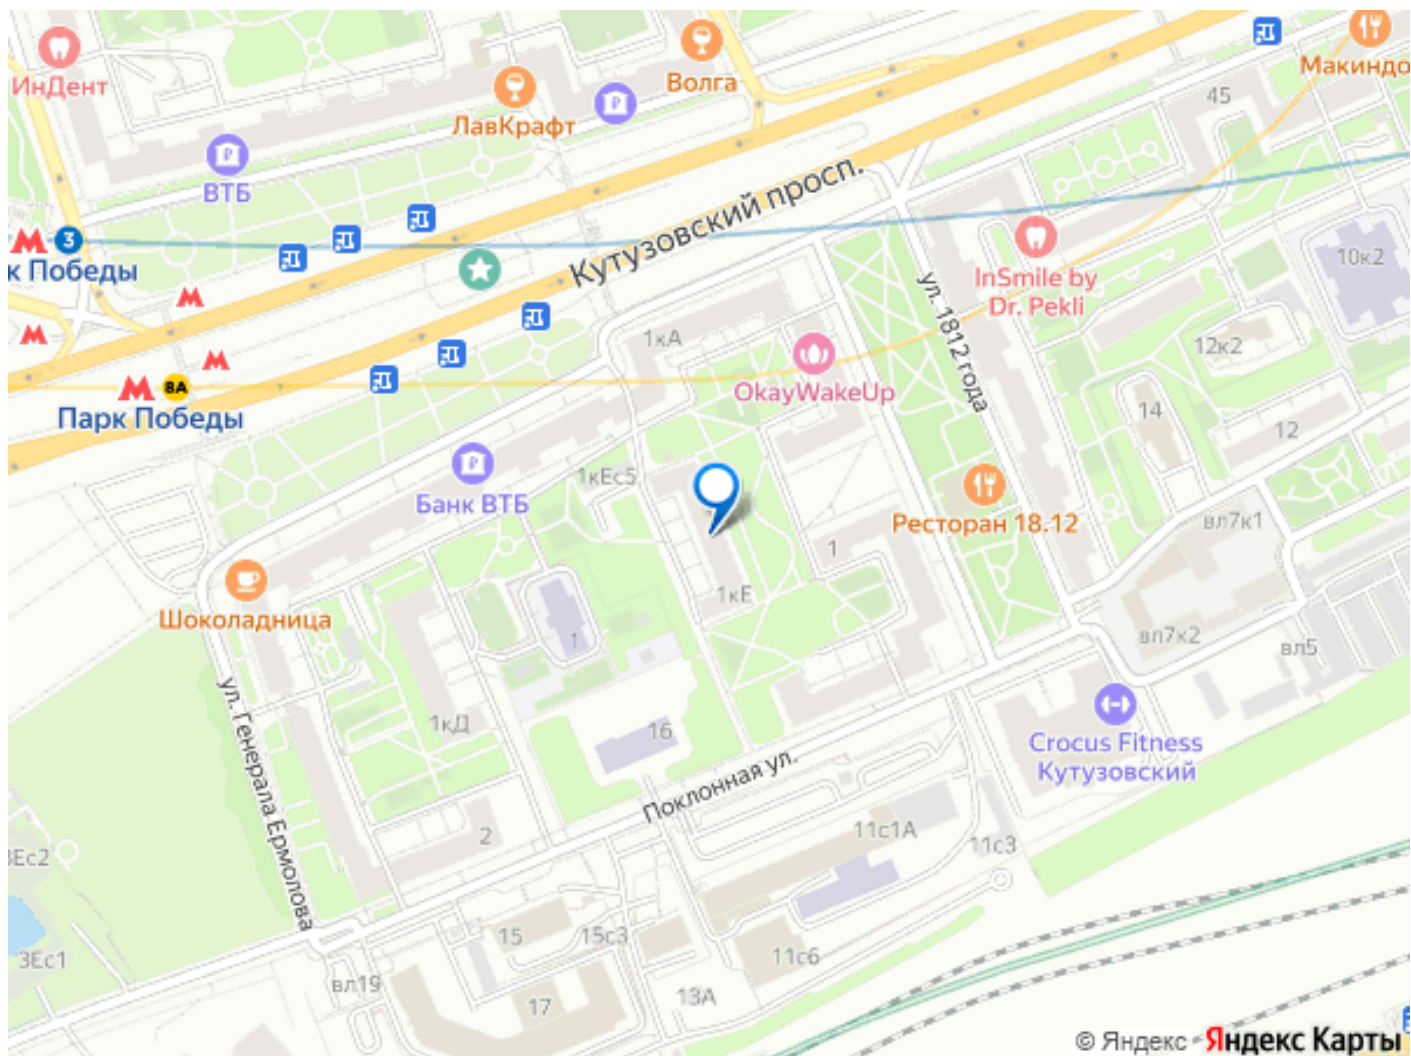 ИнДент
ЛавКрафт
Волга
Макиндо
45
ВТБ
Кутузовский просп.
3
к Победы
InSmile by
Dr. Pekli
10к2
ул. 1812 года
1кА
12к2
OkayWakeUp
8А
Парк Победы
14
12
1кЕс5
Банк ВТБ
Ресторан 18.12
вл7к1
1
1кЕ
Шоколадница
1
вл7к2
вл5
ул. Генерала Ермолова
1кД
16
Crocus Fitness
Кутузовский
Поклонная ул.
2
11с1А
11с3
3Ес2
15
15с3
11с6
3Ес1
вл19
17
13А
© Яндекс Яндекс Карты